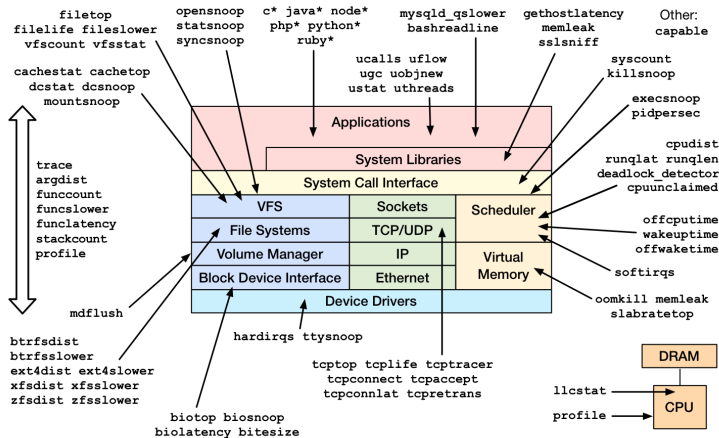 filetop
filelife fileslower
vfscount vfsstat
opensnoop
statsnoop
syncsnoop
c* java* node*
php* python*
ruby*
mysqld_qslower
bashreadline
gethostlatency
memleak
sslsniff
Other:
capable
cachestat cachetop
dcstat dcsnoop
mountsnoop
ucalls uflow
ugc uobjnew
ustat uthreads
syscount
killsnoop
execsnoop
pidpersec
cpudist
runqlat runqlen
deadlock_detector
cpuunclaimed
offcputime
wakeuptime
offwaketime
softirqs
trace
argdist
funccount
funcslower
funclatency
stackcount
profile
Applications
System Libraries
System Call Interface
VFS
Sockets
Scheduler
File Systems
TCP/UDP
Volume Manager
IP
Virtual
Memory
Block Device Interface
Ethernet
Device Drivers
mdflush
hardirqs ttysnoop
oomkill memleak
slabratetop
btrfsdist
btrfsslower
ext4dist ext4slower
xfsdist xfsslower
zfsdist zfsslower
biotop biosnoop
biolatency bitesize
tcptop tcplife tcptracer
tcpconnect tcpaccept
tcpconnlat tcpretrans
DRAM
llcstat
CPU
profile